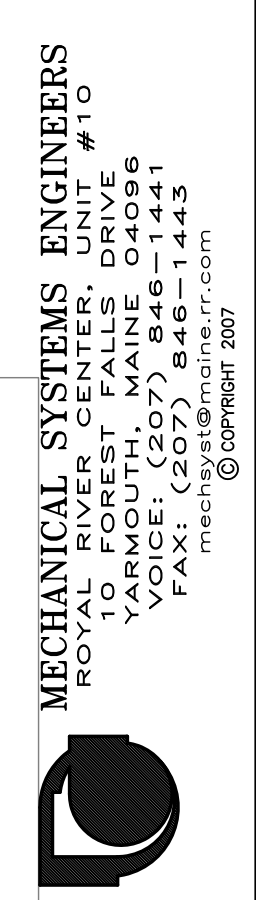 MECHANICAL SYSTEMS ENGINEERS
ROYAL RIVER CENTER, UNIT #10
10 FOREST FALLS DRIVE
YARMOUTH, MAINE 04096
VOICE: (207) 846-1441
FAX: (207) 846-1443
mechsyst@maine.rr.com
© COPYRIGHT 2007